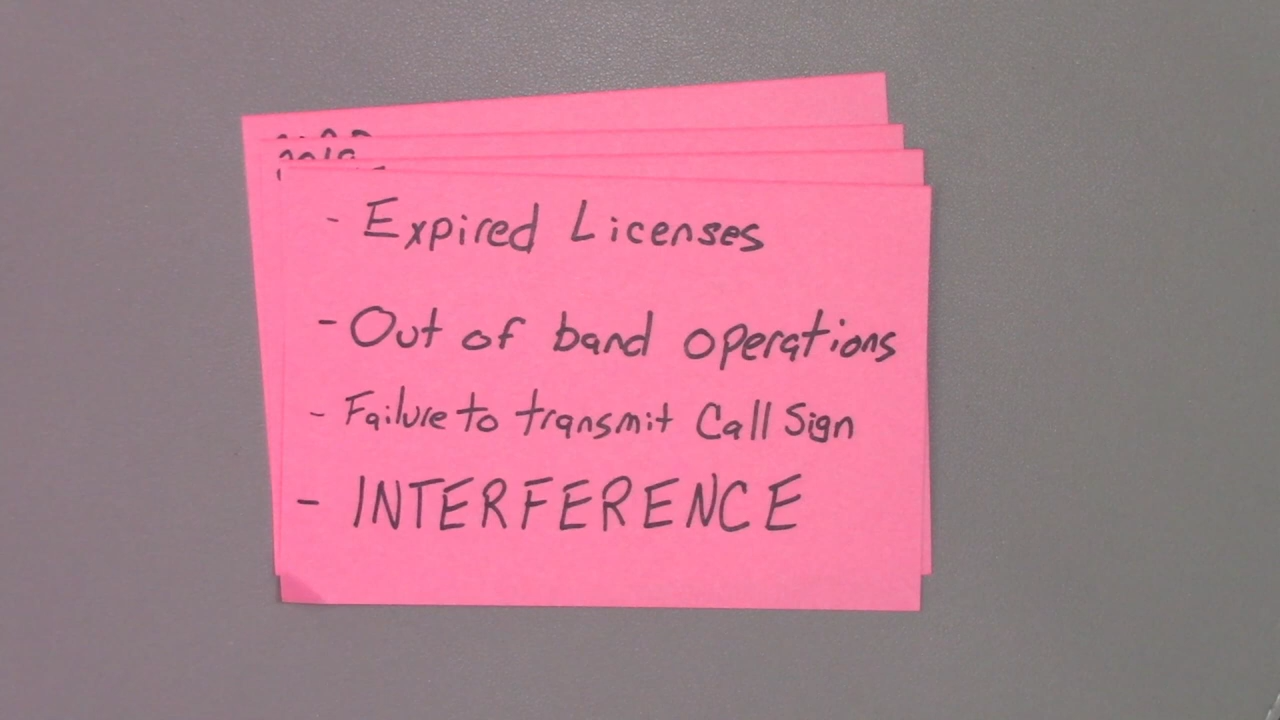 - Expired Licenses
- Out of band operations
- Failure to transmit Call Sign
- INTERFERENCE